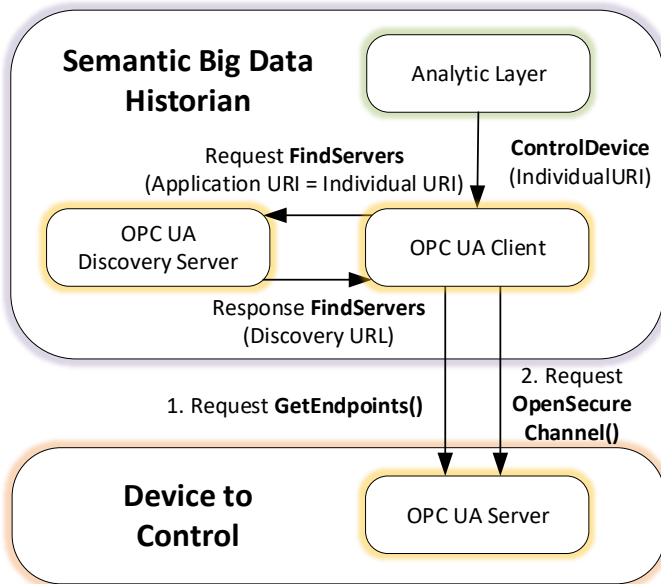 Semantic Big Data
Historian
Analytic Layer
Request FindServers
(Application URI = Individual URI)
ControlDevice
(IndividualURI)
OPC UA
Discovery Server
OPC UA Client
Response FindServers
(Discovery URL)
1. Request GetEndpoints()
2. Request
OpenSecure
Channel()
Device to
Control
OPC UA Server